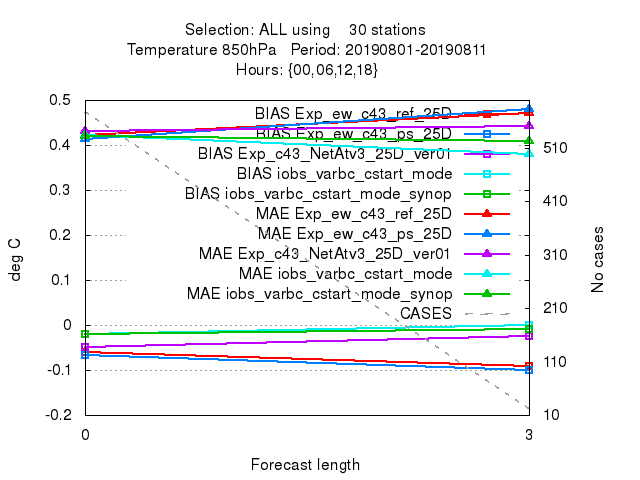 Selection: ALL using 30 stations
Temperature 850hPa Period: 20190801-20190811
Hours: {00,06,12,18}
0.5
0.4
0.3
0.2
0.1
0
-0.1
-0.2
deg C
BIAS Exp_ew_c43_ref_25D
BIAS Exp_ew_c43_ps_25D
BIAS Exp_c43_NetAtv3_25D_ver01
BIAS iobs_varbc_cstart_mode
BIAS iobs_varbc_cstart_mode_synop
MAE Exp_ew_c43_ref_25D
MAE Exp_ew_c43_ps_25D
MAE Exp_c43_NetAtv3_25D_ver01
MAE iobs_varbc_cstart_mode
MAE iobs_varbc_cstart_mode_synop
CASES
510
410
310
210
110
10
No cases
0 3
Forecast length